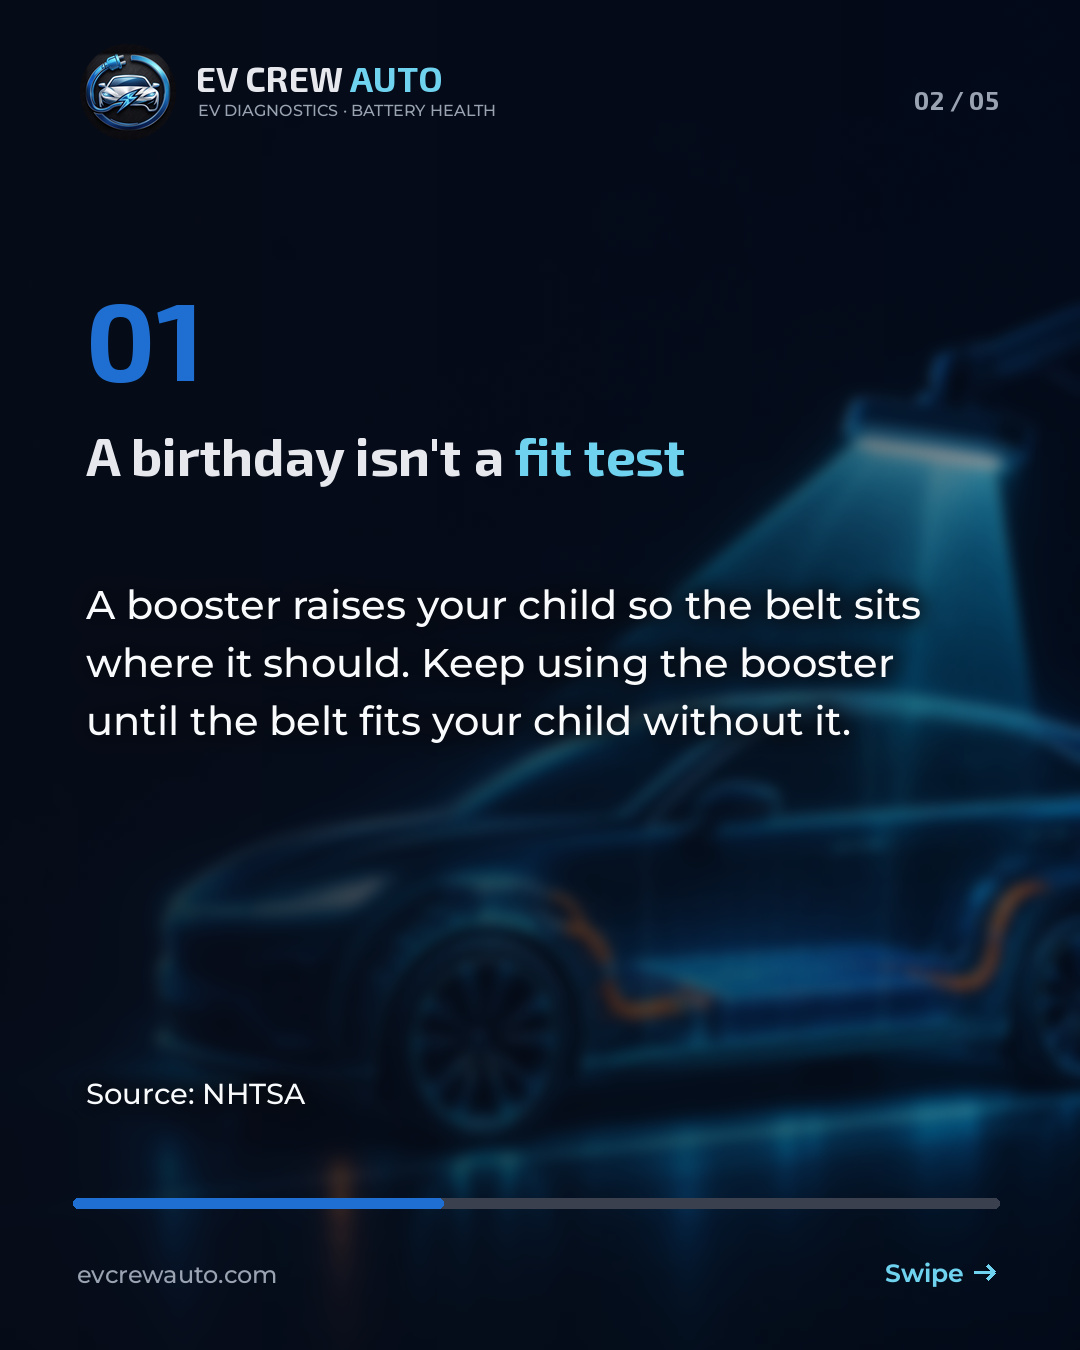 EV CREW AUTO
EV DIAGNOSTICS · BATTERY HEALTH
02 / 05
01
A birthday isn't a fit test
A booster raises your child so the belt sits
where it should. Keep using the booster
until the belt fits your child without it.
Source: NHTSA
evcrewauto.com
Swipe →